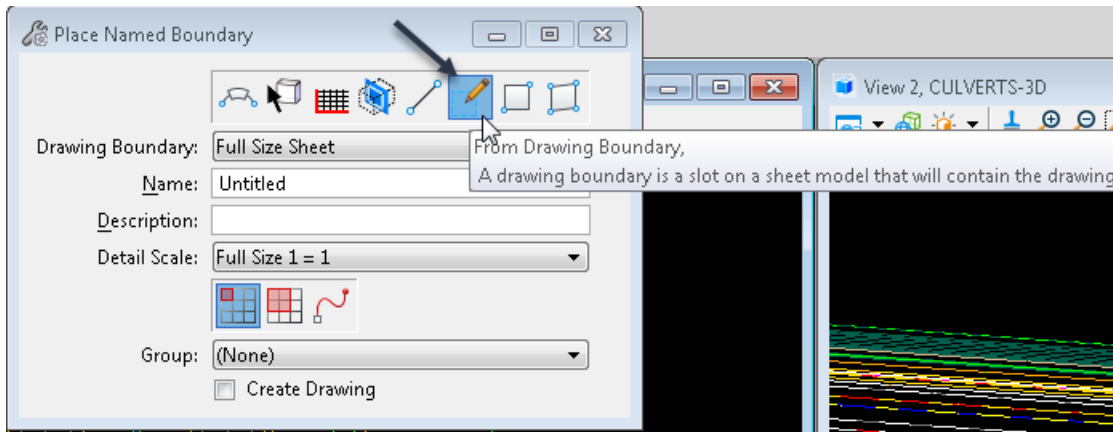 Place Named Boundary
View 2, CULVERTS-3D
Drawing Boundary: Full Size Sheet
From Drawing Boundary,
A drawing boundary is a slot on a sheet model that will contain the drawing
Name: Untitled
Description:
Detail Scale: Full Size 1 = 1
Group: (None)
Create Drawing